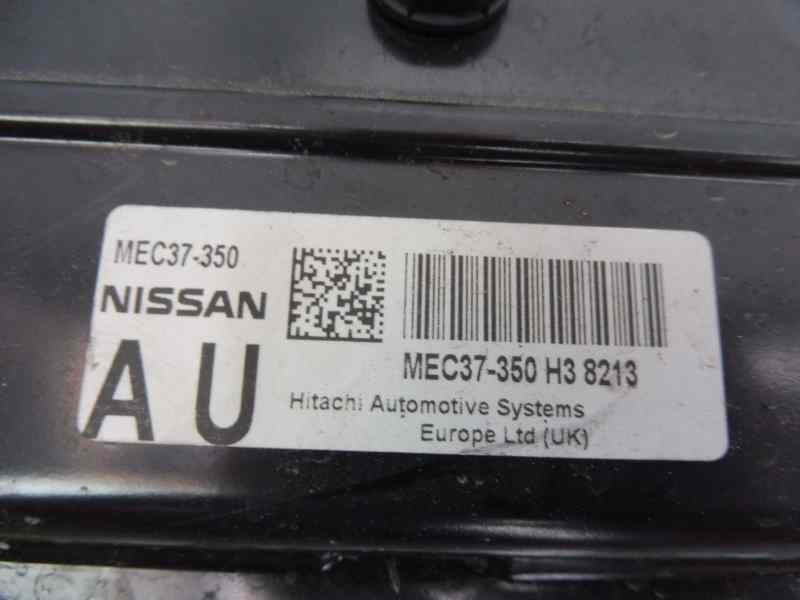 MEC37-350
NISSAN
AU
MEC37-350 H3 8213
Hitachi Automotive Systems
Europe Ltd (UK)